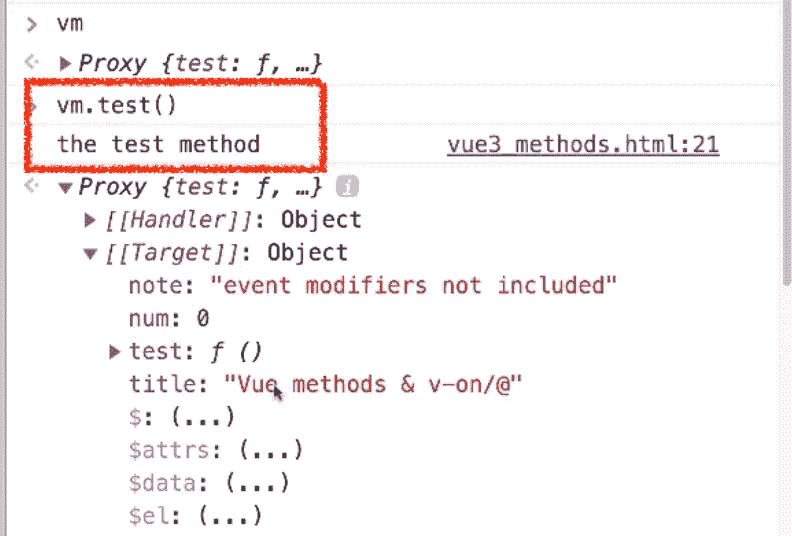 > vm
<· ▶Proxy {test: f, …}
> vm.test()
the test method vue3_methods.html:21
<· ▼Proxy {test: f, …} i
▶[[Handler]]: Object
▼[[Target]]: Object
note: "event modifiers not included"
num: 0
▶test: f ()
title: "Vue methods & v-on/@"
$: (...)
$attrs: (...)
$data: (...)
$el: (...)